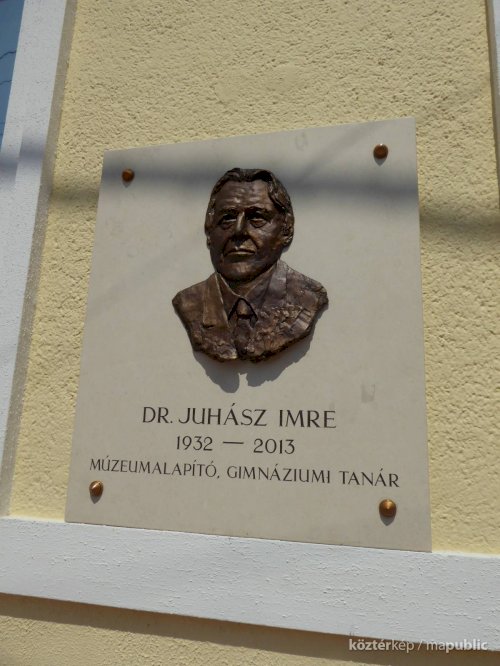 DR. JUHÁSZ IMRE
1932 — 2013
MÚZEUMALAPÍTÓ, GIMNÁZIUMI TANÁR
köztérkép / mapublic